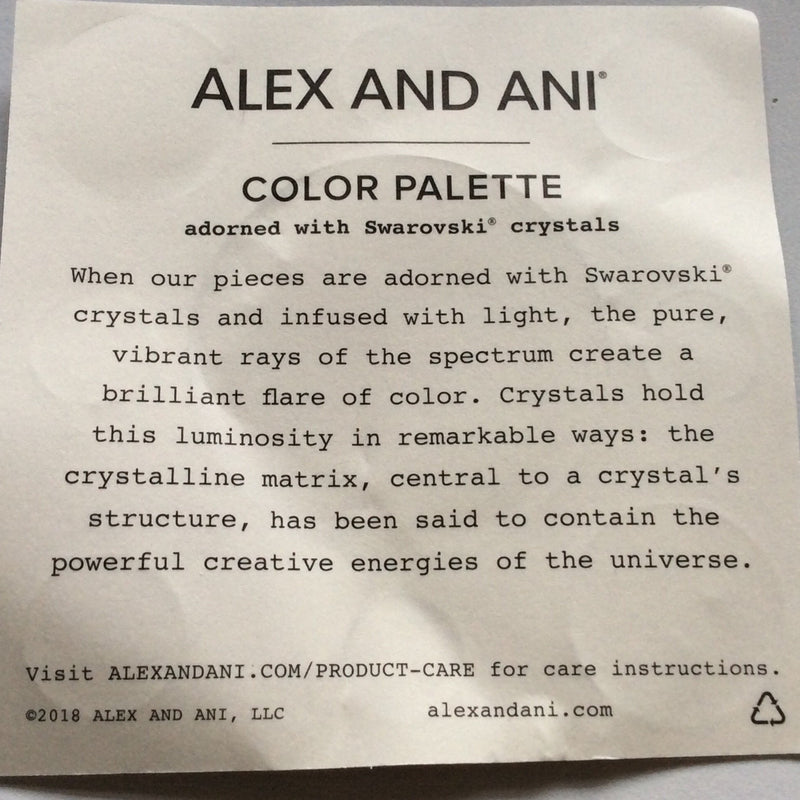 ALEX AND ANI®
COLOR PALETTE
adorned with Swarovski® crystals
When our pieces are adorned with Swarovski®
crystals and infused with light, the pure,
vibrant rays of the spectrum create a
brilliant flare of color. Crystals hold
this luminosity in remarkable ways: the
crystalline matrix, central to a crystal's
structure, has been said to contain the
powerful creative energies of the universe.
Visit ALEXANDANI.COM/PRODUCT-CARE for care instructions.
©2018 ALEX AND ANI, LLC alexandani.com